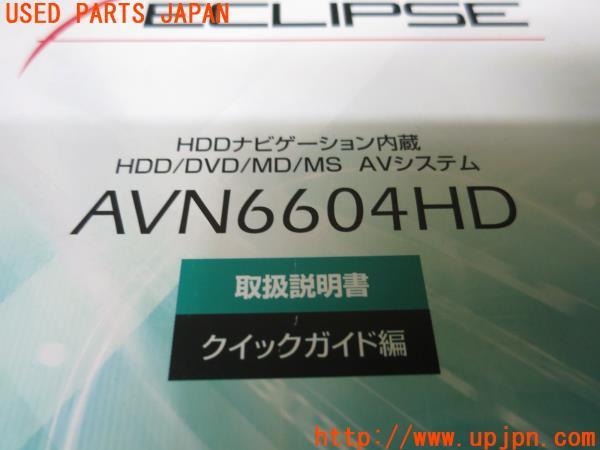 USED PARTS JAPAN
ECLIPSE
HDDナビゲーション内蔵
HDD/DVD/MD/MS AVシステム
AVN6604HD
取扱説明書
クイックガイド編
UPJ
http://www.upjpn.com